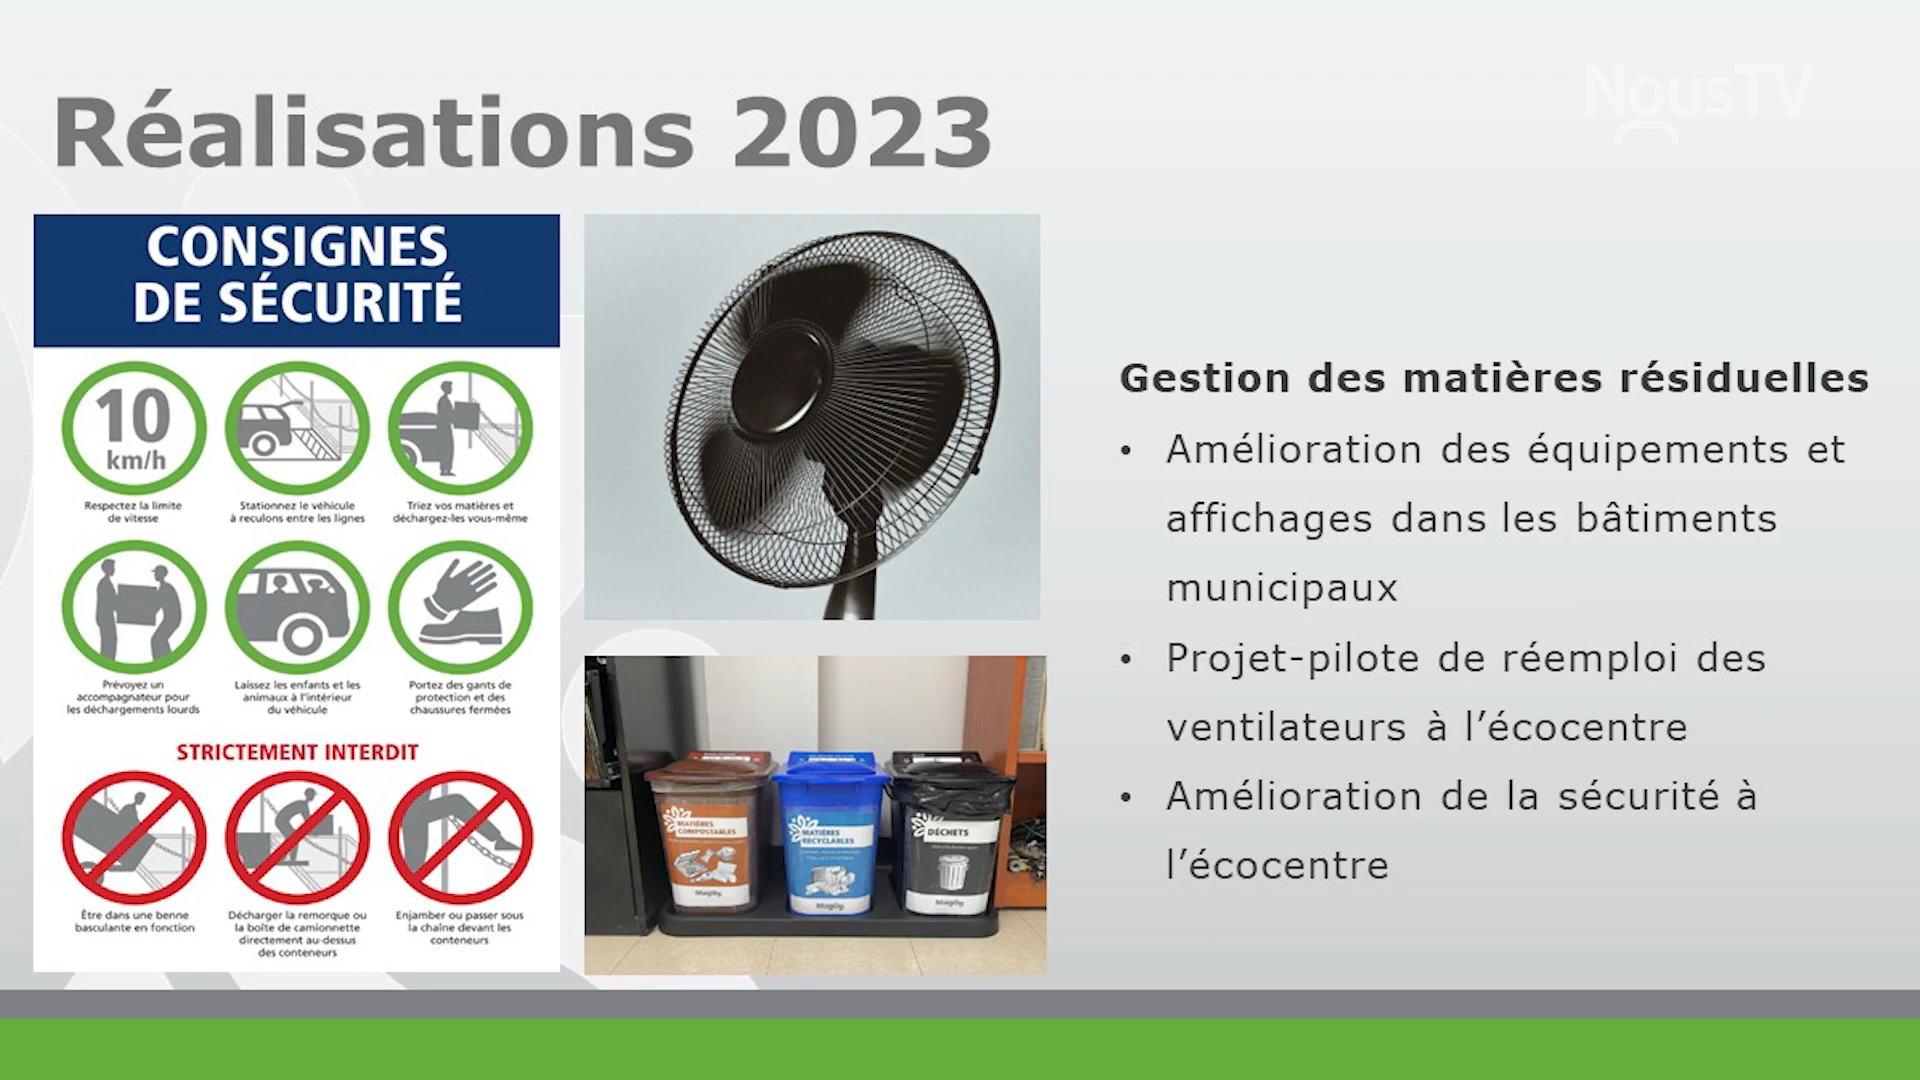 NousTV
Réalisations 2023
CONSIGNES
DE SÉCURITÉ
10
km/h
Respectez la limite
de vitesse
Stationnez le véhicule
à reculons entre les lignes
Triez vos matières et
déchargez-les vous-même
Prévoyez un
accompagnateur pour
les déchargements lourds
Laissez les enfants et les
animaux à l'intérieur
du véhicule
Portez des gants de
protection et des
chaussures fermées
STRICTEMENT INTERDIT
Être dans une benne
basculante en fonction
Décharger la remorque ou
la boîte de camionnette
directement au-dessus
des conteneurs
Enjamber ou passer sous
la chaîne devant les
conteneurs
MATIÈRES
COMPOSTABLES
Magog
MATIÈRES
RECYCLABLES
Magog
DÉCHETS
Magog
Gestion des matières résiduelles
• Amélioration des équipements et
affichages dans les bâtiments
municipaux
• Projet-pilote de réemploi des
ventilateurs à l’écocentre
• Amélioration de la sécurité à
l’écocentre